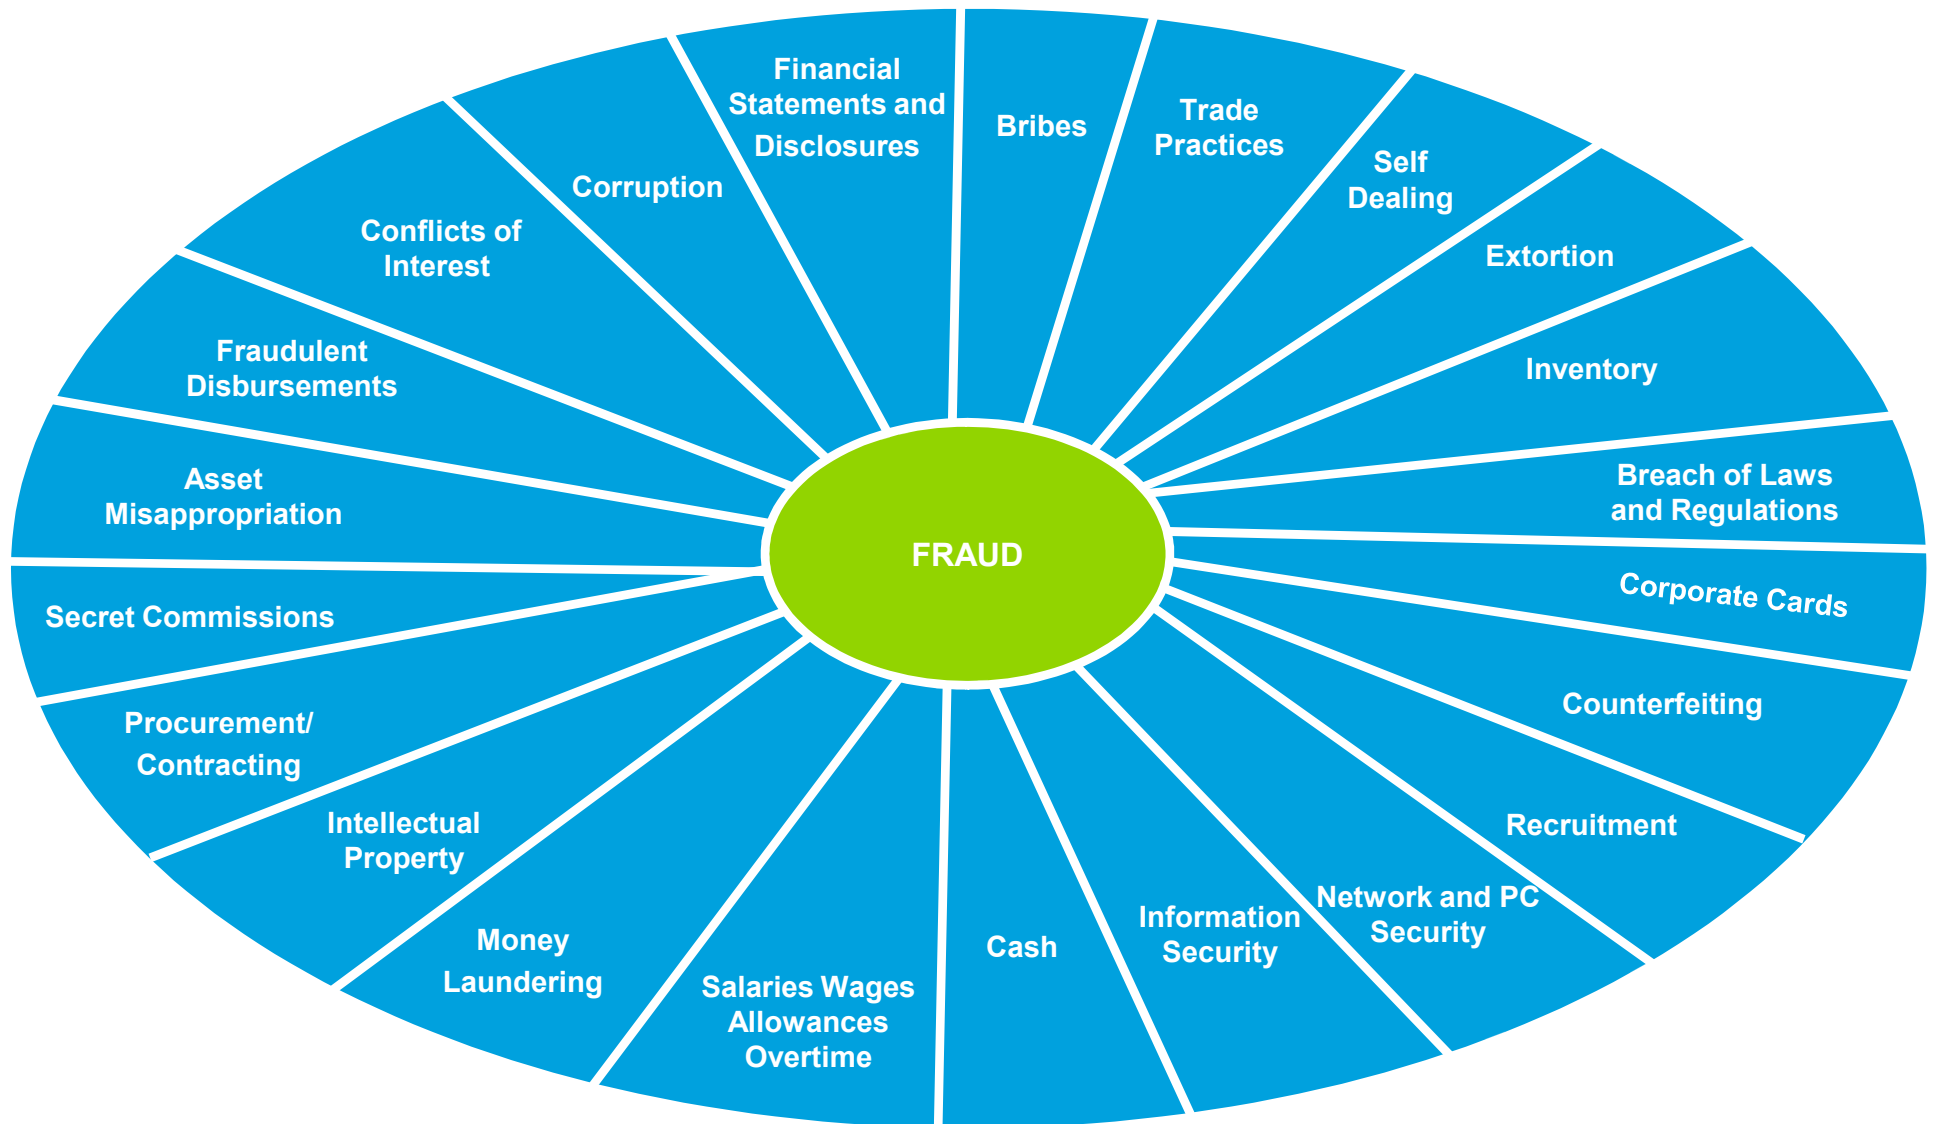 Financial
Statements and
Disclosures
Bribes
Trade
Practices
Self
Dealing
Extortion
Inventory
Breach of Laws
and Regulations
Corporate Cards
Counterfeiting
Recruitment
Network and PC
Security
Information
Security
Cash
Salaries Wages
Allowances
Overtime
Money
Laundering
Intellectual
Property
Procurement/
Contracting
Secret Commissions
Asset
Misappropriation
Fraudulent
Disbursements
Conflicts of
Interest
Corruption
FRAUD